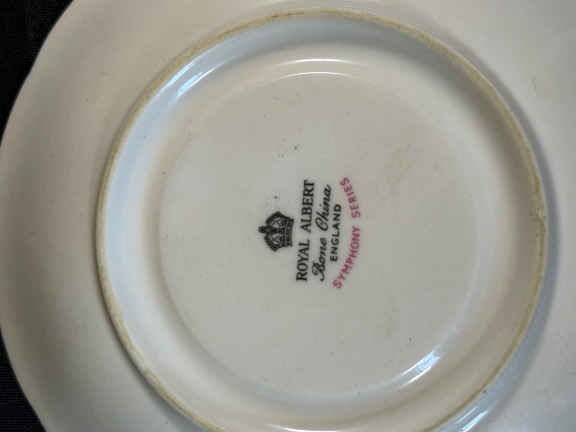 ROYAL ALBERT
Bone China
ENGLAND
SYMPHONY SERIES